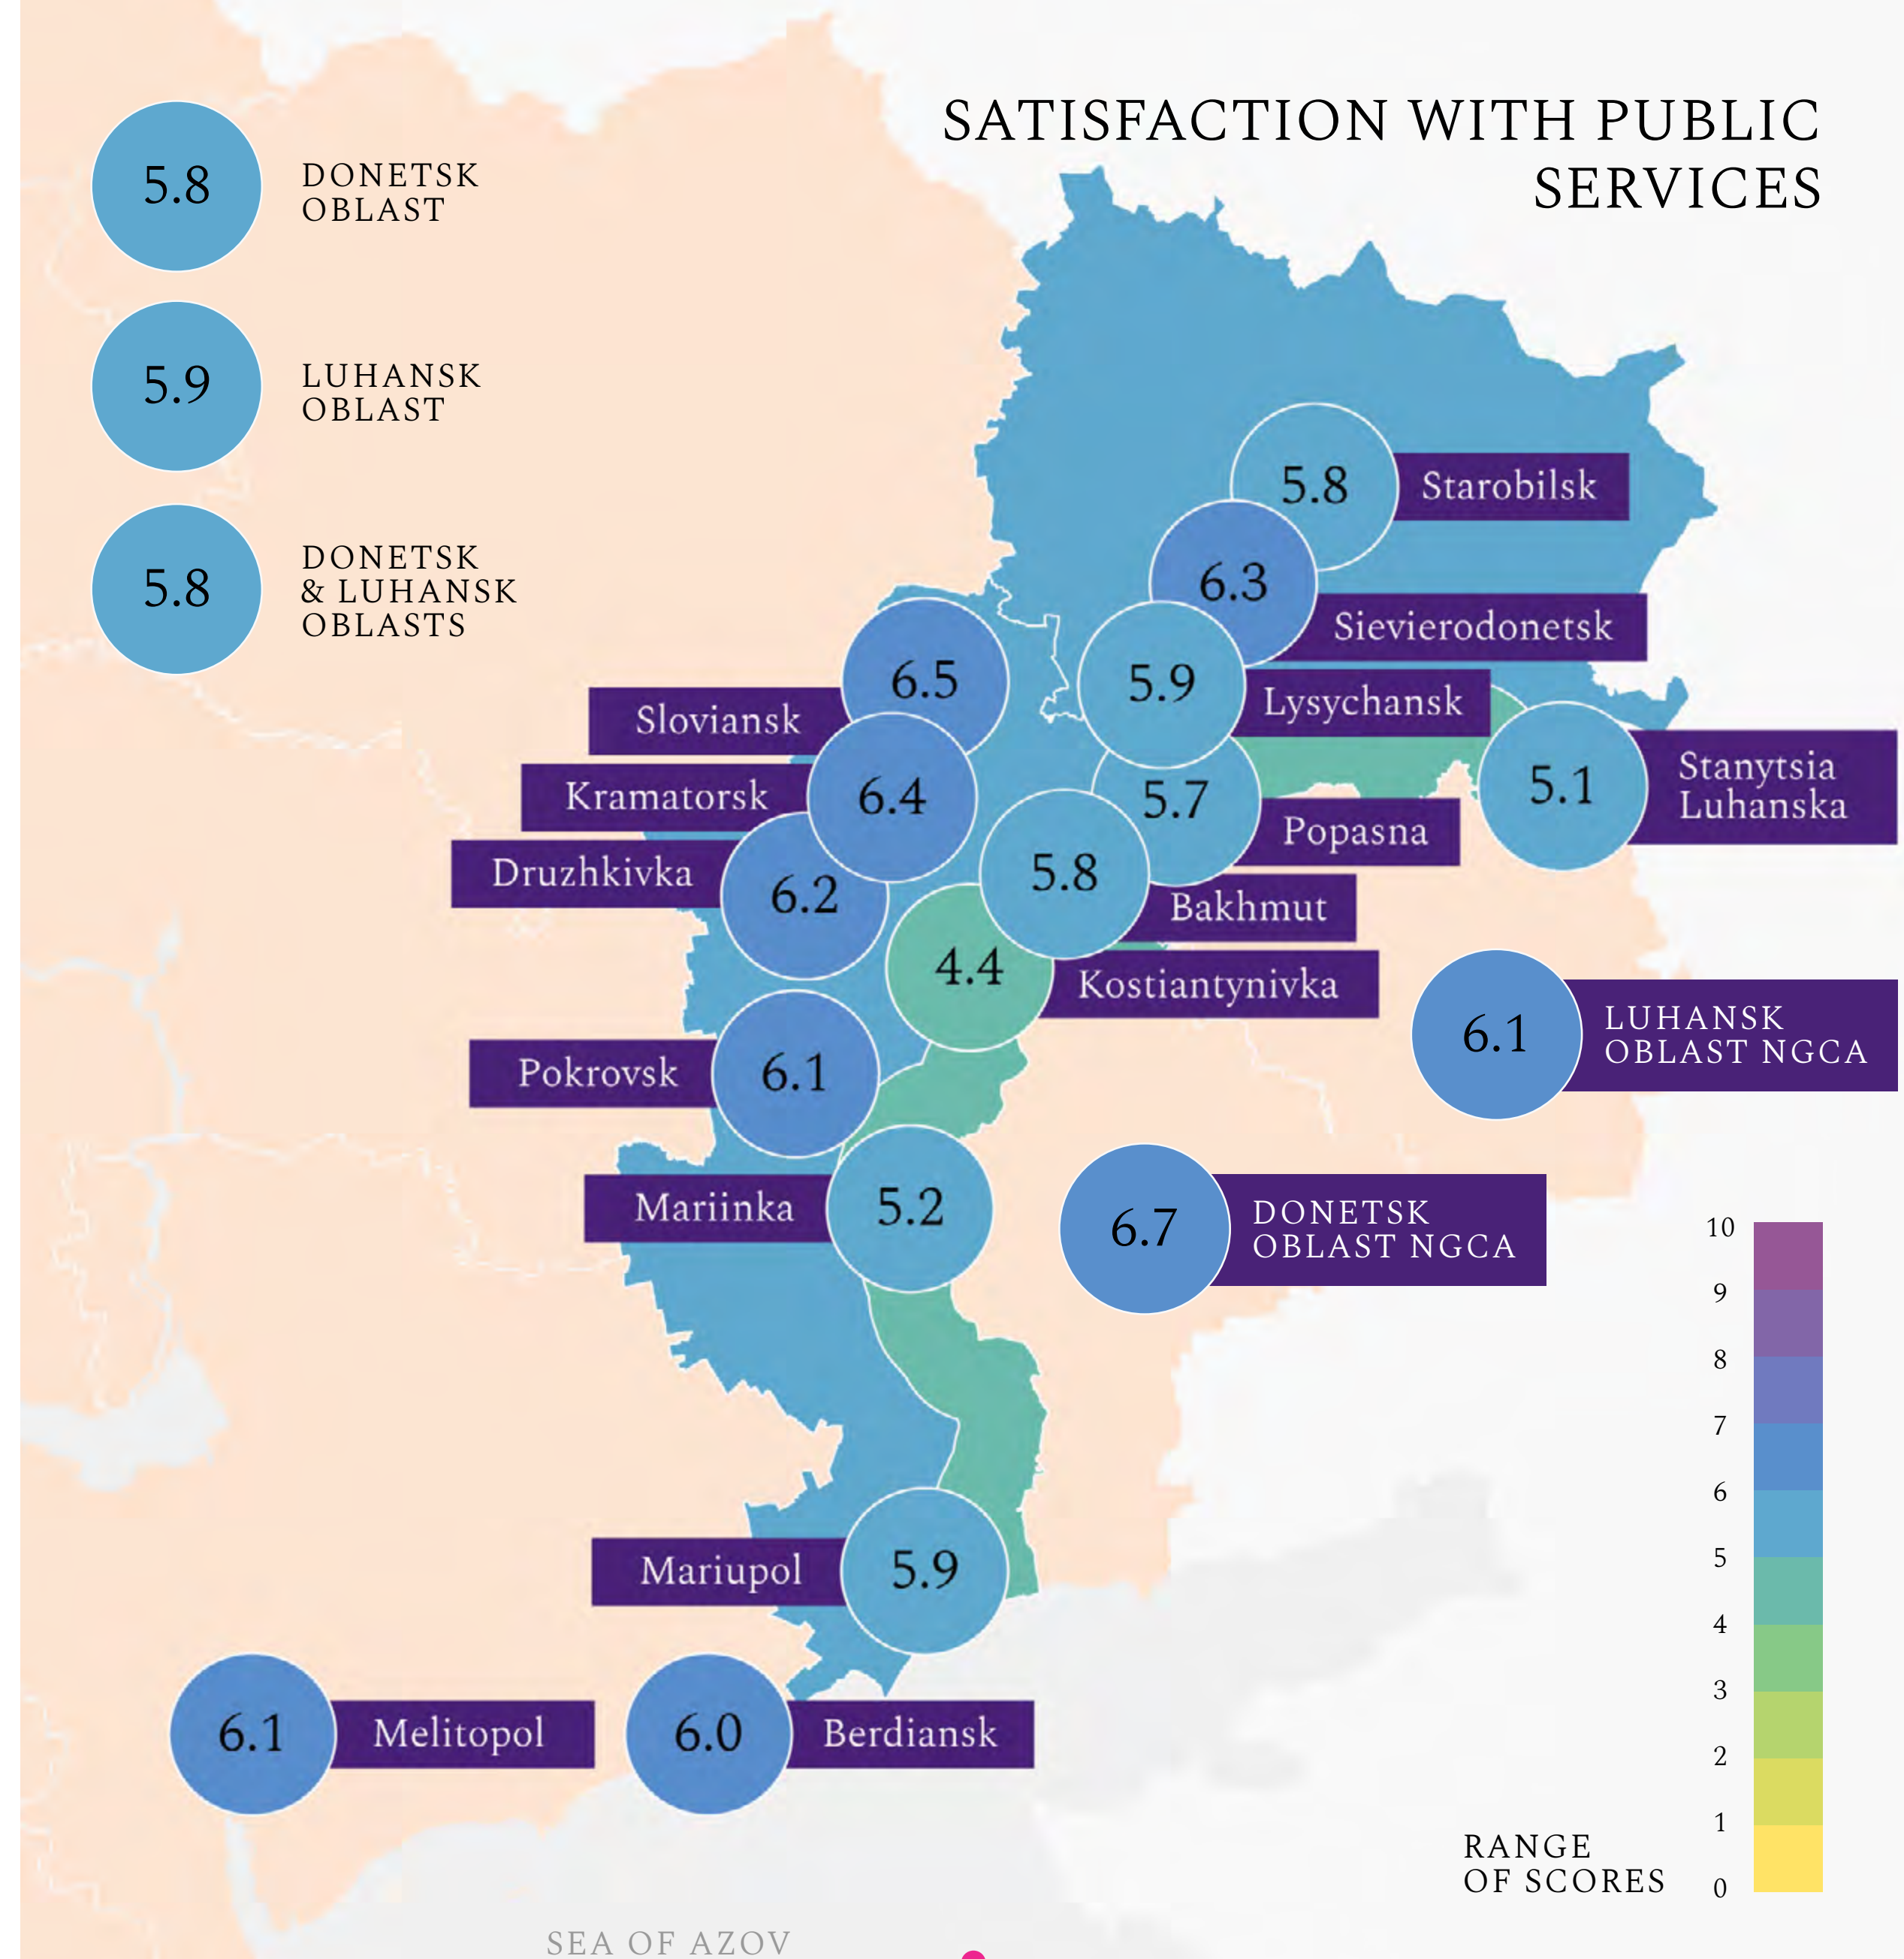 SATISFACTION WITH PUBLIC
SERVICES
5.8
DONETSK
OBLAST
5.9
LUHANSK
OBLAST
5.8
DONETSK
& LUHANSK
OBLASTS
5.8
Starobilsk
6.3
Sievierodonetsk
6.5
Sloviansk
5.9
Lysychansk
6.4
Kramatorsk
5.7
Popasna
5.1
Stanytsia
Luhanska
6.2
Druzhkivka
5.8
Bakhmut
4.4
Kostiantynivka
6.1
LUHANSK
OBLAST NGCA
6.1
Pokrovsk
5.2
Mariinka
6.7
DONETSK
OBLAST NGCA
5.9
Mariupol
6.1
Melitopol
6.0
Berdiansk
10
9
8
7
6
5
4
3
2
1
0
RANGE
OF SCORES
SEA OF AZOV